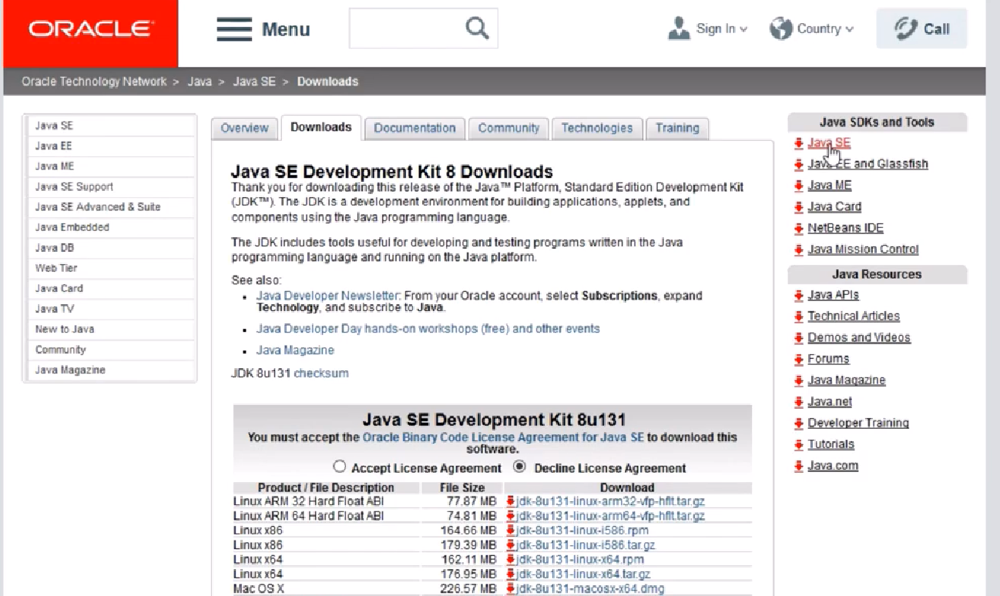 ORACLE
Menu
Sign In
Country
Call
Oracle Technology Network > Java > Java SE > Downloads
Java SE
Java EE
Java ME
Java SE Support
Java SE Advanced & Suite
Java Embedded
Java DB
Web Tier
Java Card
Java TV
New to Java
Community
Java Magazine
Overview Downloads Documentation Community Technologies Training
Java SE Development Kit 8 Downloads
Thank you for downloading this release of the Java™ Platform, Standard Edition Development Kit
(JDK™). The JDK is a development environment for building applications, applets, and
components using the Java programming language.
The JDK includes tools useful for developing and testing programs written in the Java
programming language and running on the Java platform.
See also:
Java Developer Newsletter: From your Oracle account, select Subscriptions, expand
Technology, and subscribe to Java.
Java Developer Day hands-on workshops (free) and other events
Java Magazine
JDK 8u131 checksum
Java SE Development Kit 8u131
You must accept the Oracle Binary Code License Agreement for Java SE to download this
software.
Accept License Agreement Decline License Agreement
Product / File Description File Size Download
Linux ARM 32 Hard Float ABI 77.87 MB jdk-8u131-linux-arm32-vfp-hflt.tar.gz
Linux ARM 64 Hard Float ABI 74.81 MB jdk-8u131-linux-arm64-vfp-hflt.tar.gz
Linux x86 164.66 MB jdk-8u131-linux-i586.rpm
Linux x86 179.39 MB jdk-8u131-linux-i586.tar.gz
Linux x64 162.11 MB jdk-8u131-linux-x64.rpm
Linux x64 176.95 MB jdk-8u131-linux-x64.tar.gz
Mac OS X 226.57 MB jdk-8u131-macosx-x64.dmg
Java SDKs and Tools
Java SE
Java EE and Glassfish
Java ME
Java Card
NetBeans IDE
Java Mission Control
Java Resources
Java APIs
Technical Articles
Demos and Videos
Forums
Java Magazine
Java.net
Developer Training
Tutorials
Java.com